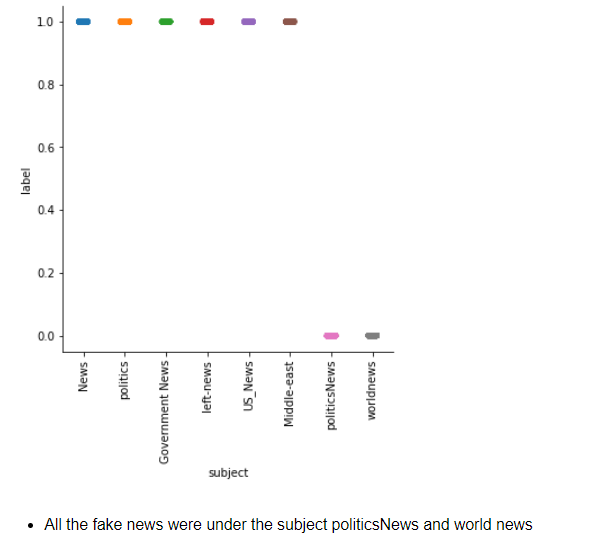 1.0
0.8
0.6
0.4
0.2
0.0
label
News
politics
Government News
left-news
US_News
Middle-east
politicsNews
worldnews
subject
• All the fake news were under the subject politicsNews and world news